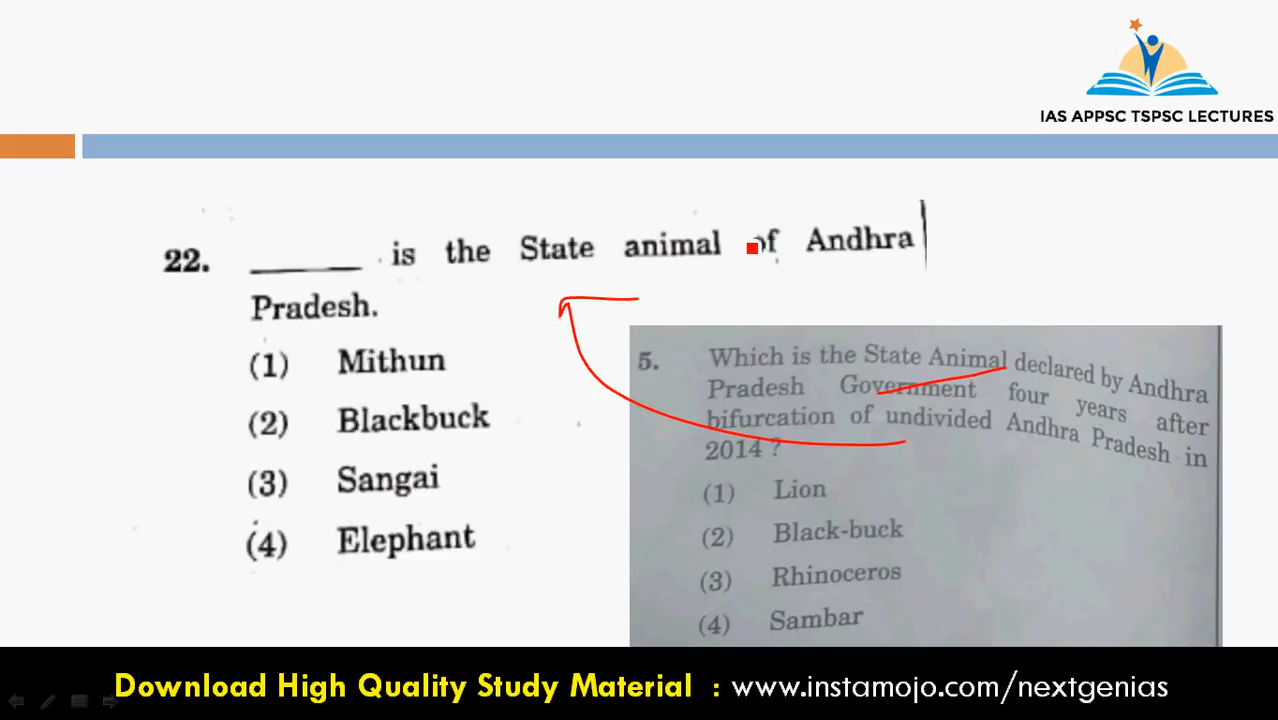 IAS APPSC TSPSC LECTURES
22. ______ is the State animal of Andhra
Pradesh.
(1) Mithun
(2) Blackbuck
(3) Sangai
(4) Elephant
5. Which is the State Animal declared by Andhra
Pradesh Government four years after
bifurcation of undivided Andhra Pradesh in
2014 ?
(1) Lion
(2) Black-buck
(3) Rhinoceros
(4) Sambar
Download High Quality Study Material : www.instamojo.com/nextgenias